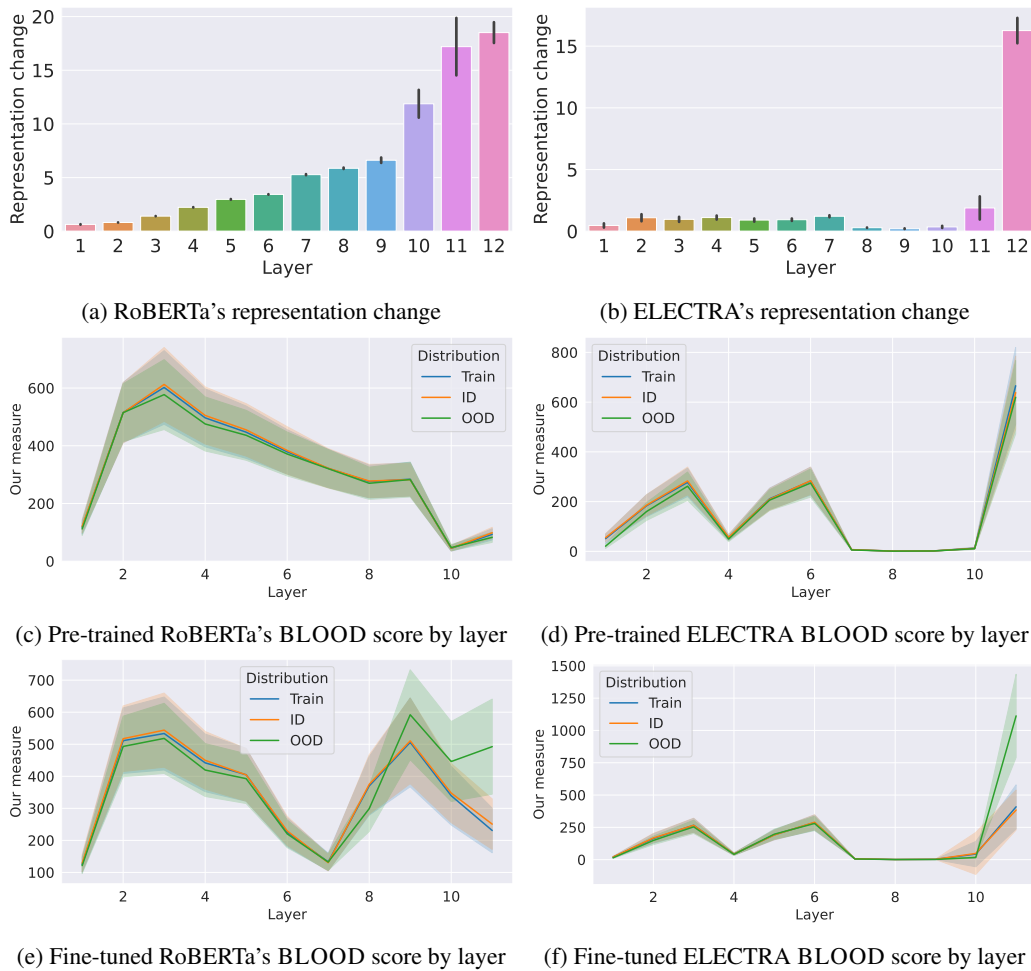 20
15
10
5
0
Representation change
1 2 3 4 5 6 7 8 9 10 11 12
Layer
(a) RoBERTa's representation change
15
10
5
0
Representation change
1 2 3 4 5 6 7 8 9 10 11 12
Layer
(b) ELECTRA's representation change
600
400
200
0
Our measure
Distribution
Train
ID
OOD
2 4 6 8 10
Layer
(c) Pre-trained RoBERTa's BLOOD score by layer
800
600
400
200
0
Our measure
Distribution
Train
ID
OOD
2 4 6 8 10
Layer
(d) Pre-trained ELECTRA BLOOD score by layer
700
600
500
400
300
200
100
Our measure
Distribution
Train
ID
OOD
2 4 6 8 10
Layer
(e) Fine-tuned RoBERTa's BLOOD score by layer
1500
1250
1000
750
500
250
0
Our measure
Distribution
Train
ID
OOD
2 4 6 8 10
Layer
(f) Fine-tuned ELECTRA BLOOD score by layer